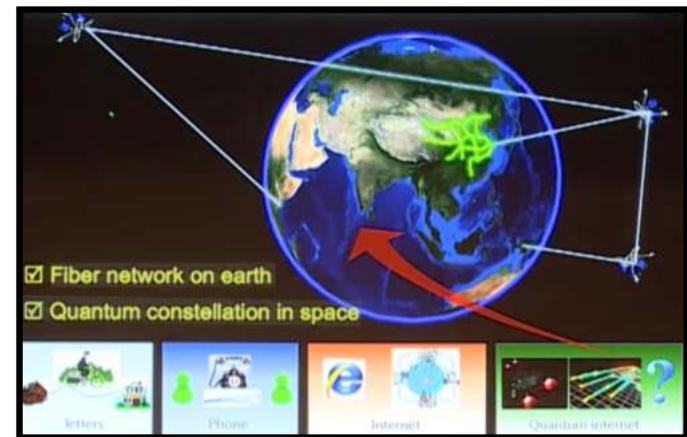 ☑ Fiber network on earth
☑ Quantum constellation in space
letters
Phone
Internet
Quantum internet